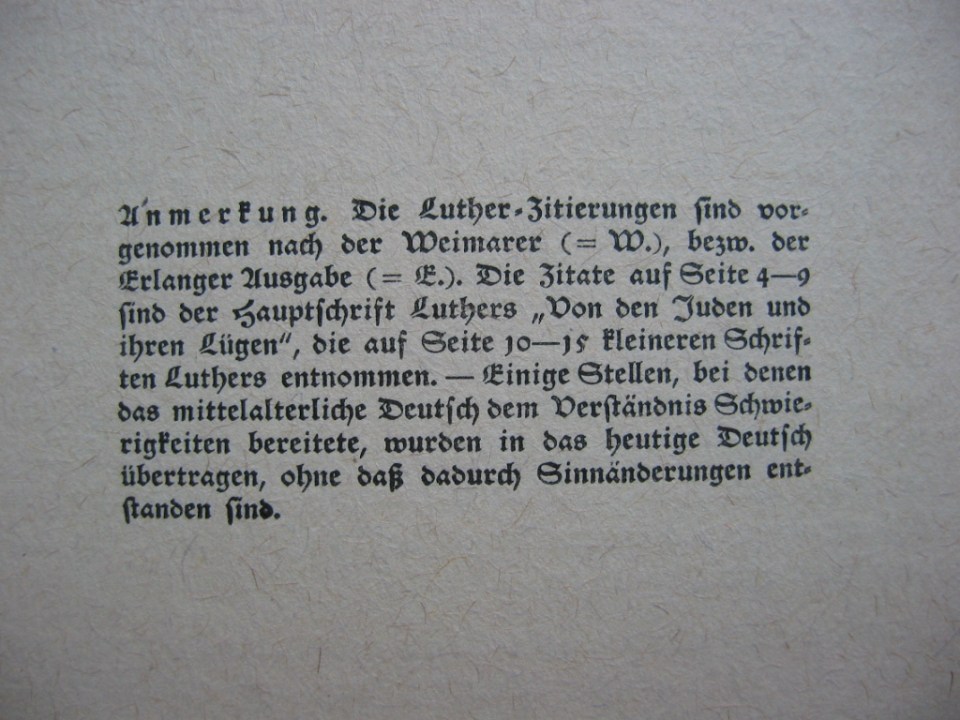 Anmerkung. Die Luther-Zitierungen sind vor-
genommen nach der Weimarer (= W.), bezw. der
Erlanger Ausgabe (= E.). Die Zitate auf Seite 4—9
sind der Hauptschrift Luthers „Von den Juden und
ihren Lügen“, die auf Seite 10—15 kleineren Schrif-
ten Luthers entnommen. — Einige Stellen, bei denen
das mittelalterliche Deutsch dem Verständnis Schwie-
rigkeiten bereitete, wurden in das heutige Deutsch
übertragen, ohne daß dadurch Sinnänderungen ent-
standen sind.